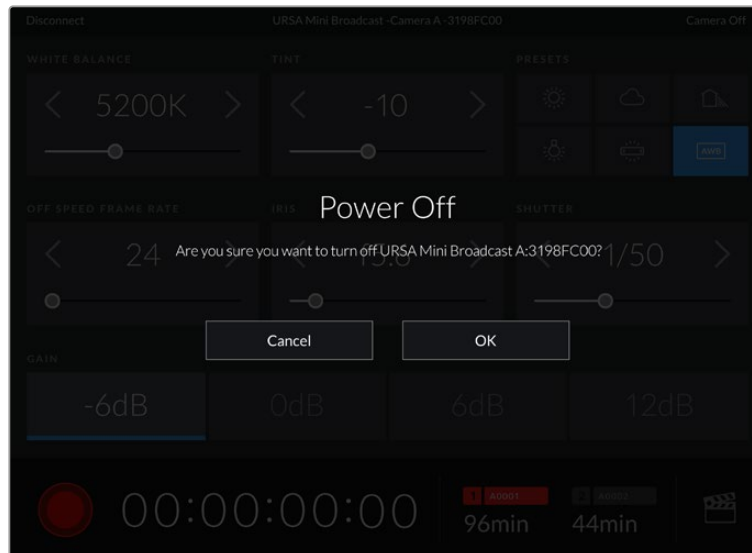 Disconnect
URSA Mini Broadcast -Camera A -3198FC00
Camera Off
WHITE BALANCE
TINT
PRESETS
5200K
-10
AWB
OFF SPEED FRAME RATE
IRIS
SHUTTER
Power Off
24
1/50
Are you sure you want to turn off URSA Mini Broadcast A:3198FC00?
Cancel
OK
GAIN
-6dB
0dB
6dB
12dB
00:00:00:00
1 A0001
96min
2 A0002
44min